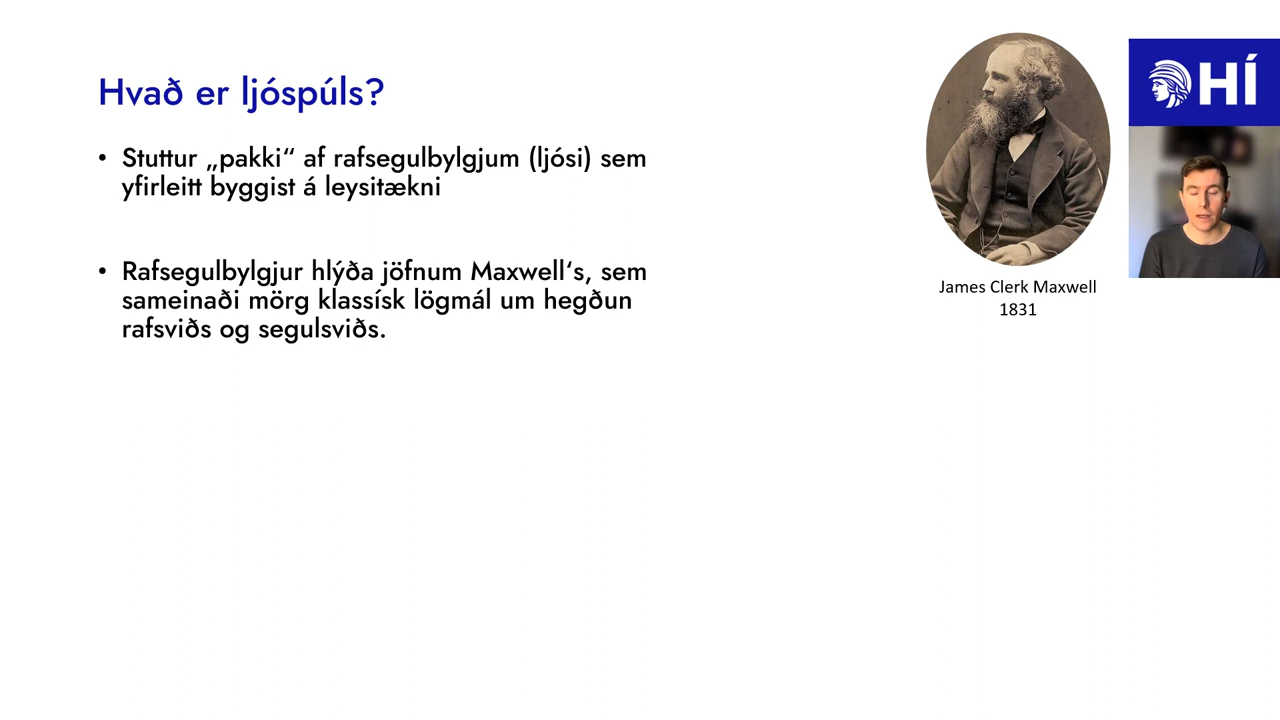 Hvað er ljóspúls?
• Stuttur „pakki“ af rafsegulbylgjum (ljósi) sem
yfirleitt byggist á leysitækni
• Rafsegulbylgjur hlýða jöfnum Maxwell‘s, sem
sameinaði mörg klassísk lögmál um hegðun
rafsviðs og segulsviðs.
James Clerk Maxwell
1831
HÍ